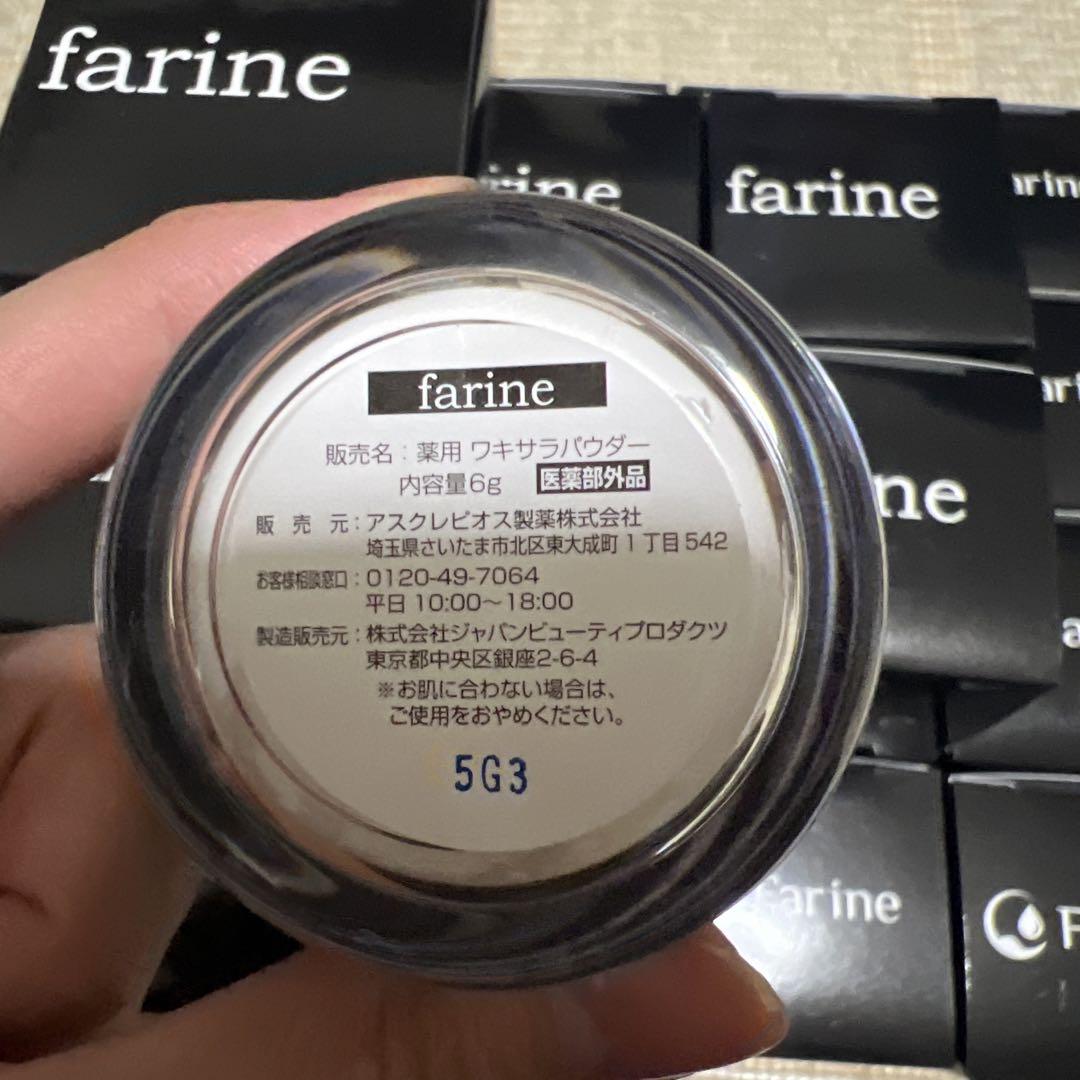 farine
farine
farine
販売名：薬用 ワキサラパウダー
内容量6g 医薬部外品
販売元：アスクレピオス製薬株式会社
埼玉県さいたま市北区東大成町1丁目542
お客様相談窓口：0120-49-7064
平日 10:00〜18:00
製造販売元：株式会社ジャパンビューティプロダクツ
東京都中央区銀座2-6-4
※お肌に合わない場合は、
ご使用をおやめください。
5G3
Farine